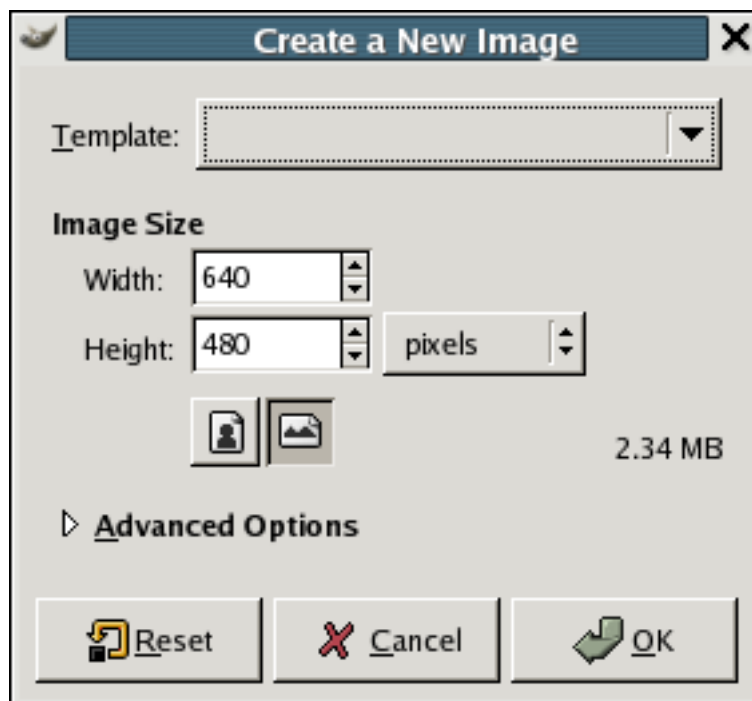 Create a New Image
Template:
Image Size
Width: 640
Height: 480 pixels
2.34 MB
Advanced Options
Reset Cancel OK